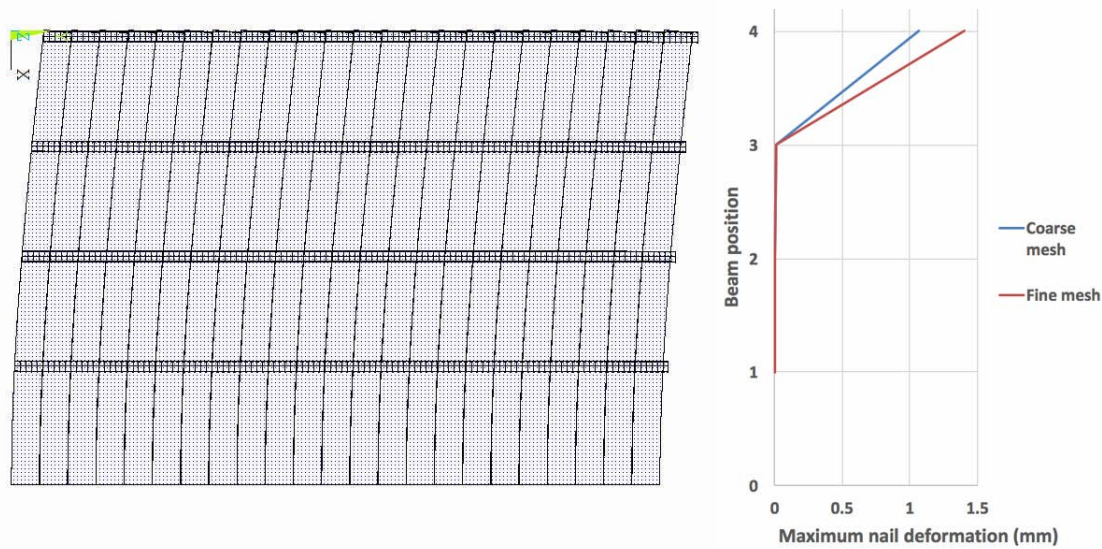 Z
X
4
3
2
1
0
Beam position
0 0.5 1 1.5
Maximum nail deformation (mm)
Coarse
mesh
Fine mesh